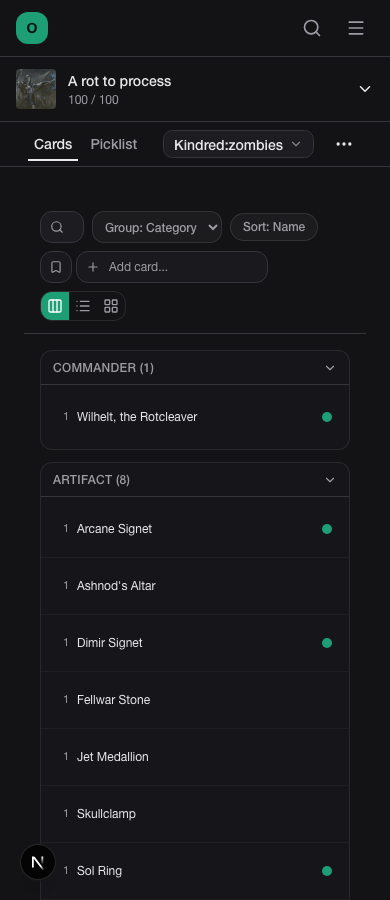 O
A rot to process
100 / 100
Cards Picklist Kindred:zombies
Group: Category Sort: Name
Add card...
COMMANDER (1)
1 Wilhelt, the Rotcleaver
ARTIFACT (8)
1 Arcane Signet
1 Ashnod's Altar
1 Dimir Signet
1 Fellwar Stone
1 Jet Medallion
1 Skullclamp
N 1 Sol Ring